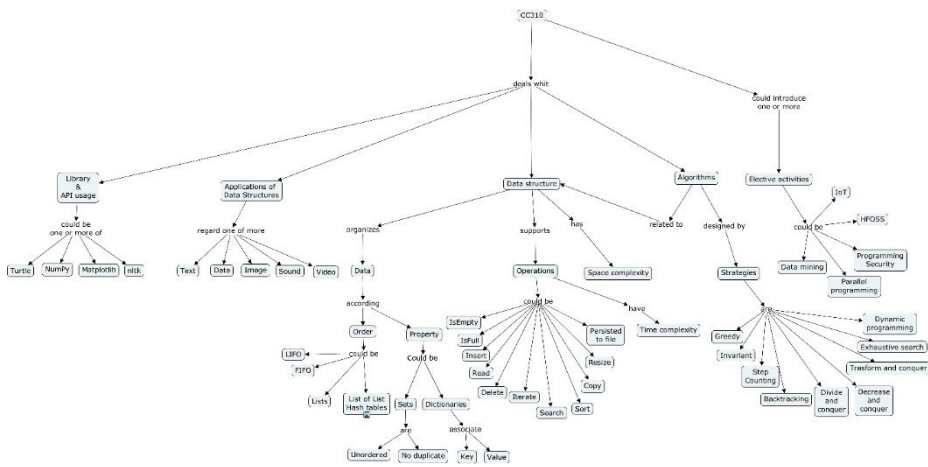 CC310
deals whit
could introduce
one or more
Library
&
API usage
Applications of
Data Structures
Data structure
Algorithms
Elective activities
could be
one or more of
regard one of more
organizes
supports
has
related to
designed by
could be
IoT
HFOSS
Programming
Security
Parallel
programming
Data mining
Turtle
NumPy
Matplotlib
nltk
Text
Data
Image
Sound
Video
Data
Operations
Space complexity
Strategies
according
could be
have
Time complexity
are
Order
Property
could be
Could be
LIFO
FIFO
Lists
List of List
Hash tables
Sets
Dictionaries
are
associate
Unordered
No duplicate
Key
Value
IsEmpty
IsFull
Insert
Read
Delete
Iterate
Search
Sort
Copy
Resize
Persisted
to file
Greedy
Invariant
Step
Counting
Backtracking
Divide
and
conquer
Decrease
and
conquer
Trasform and conquer
Exhaustive search
Dynamic
programming